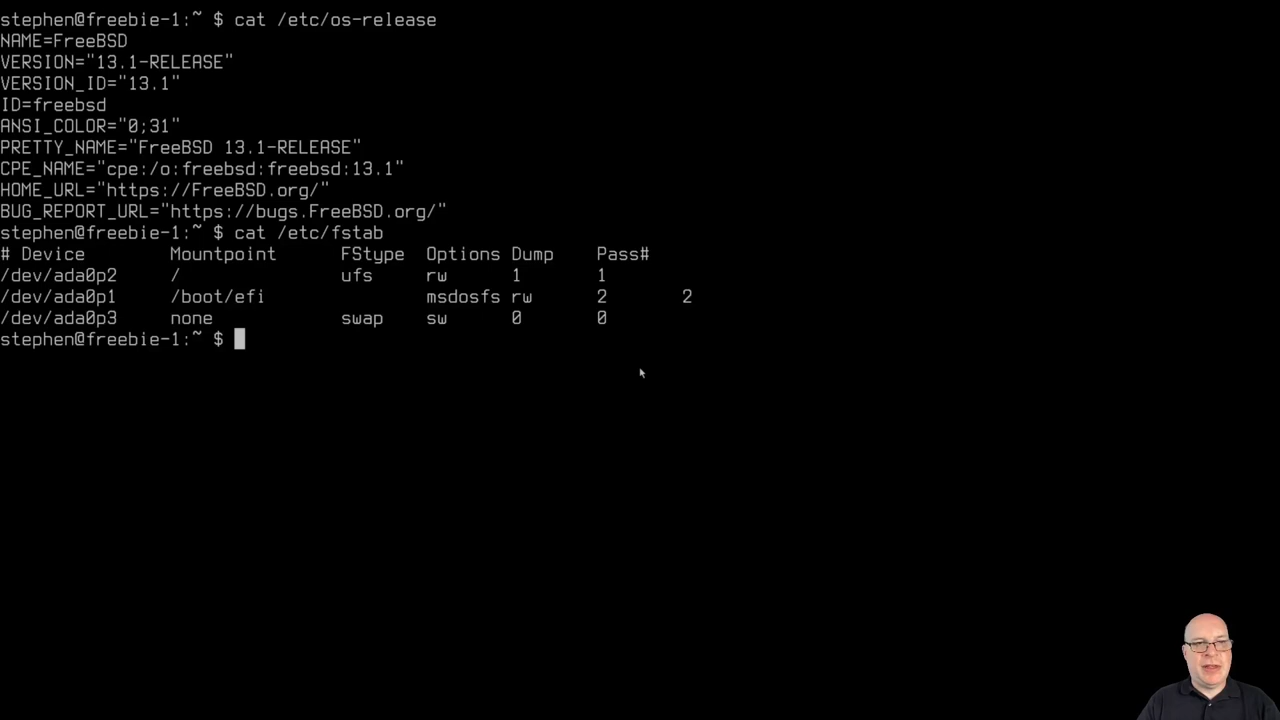 stephen@freebie-1:~ $ cat /etc/os-release
NAME=FreeBSD
VERSION="13.1-RELEASE"
VERSION_ID="13.1"
ID=freebsd
ANSI_COLOR="0;31"
PRETTY_NAME="FreeBSD 13.1-RELEASE"
CPE_NAME="cpe:/o:freebsd:freebsd:13.1"
HOME_URL="https://FreeBSD.org/"
BUG_REPORT_URL="https://bugs.FreeBSD.org/"
stephen@freebie-1:~ $ cat /etc/fstab
# Device        Mountpoint      FStype  Options Dump    Pass#
/dev/ada0p2     /               ufs     rw      1       1
/dev/ada0p1     /boot/efi               msdosfs rw      2       2
/dev/ada0p3     none            swap    sw      0       0
stephen@freebie-1:~ $